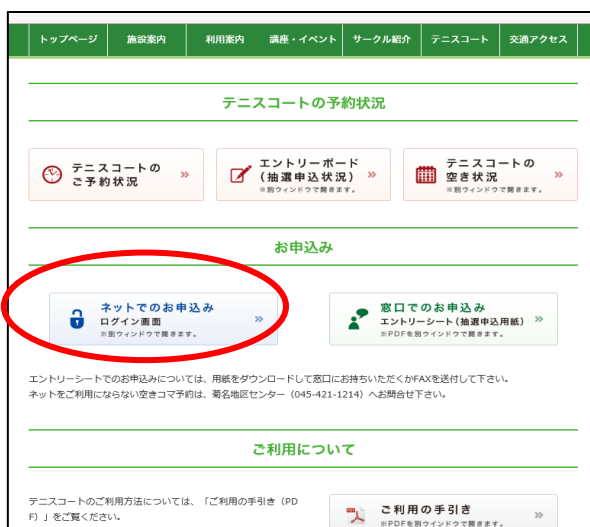 トップページ 施設案内 利用案内 講座・イベント サークル紹介 テニスコート 交通アクセス
テニスコートの予約状況
テニスコートの
ご予約状況
エントリーボード
(抽選申込状況)
※別ウィンドウで開きます。
テニスコートの
空き状況
※別ウィンドウで開きます。
お申込み
ネットでのお申込み
ログイン画面
※別ウィンドウで開きます。
窓口でのお申込み
エントリーシート(抽選申込用紙)
※PDFを別ウインドウで開きます。
エントリーシートでのお申込みについては、用紙をダウンロードして窓口にお持ちいただくかFAXを送付して下さい。
ネットをご利用にならない空きコマ予約は、菊名地区センター（045-421-1214）へお問合せ下さい。
ご利用について
テニスコートのご利用方法については、「ご利用の手引き（PD
F）」をご覧ください。
ご利用の手引き
※PDFを別ウインドウで開きます。